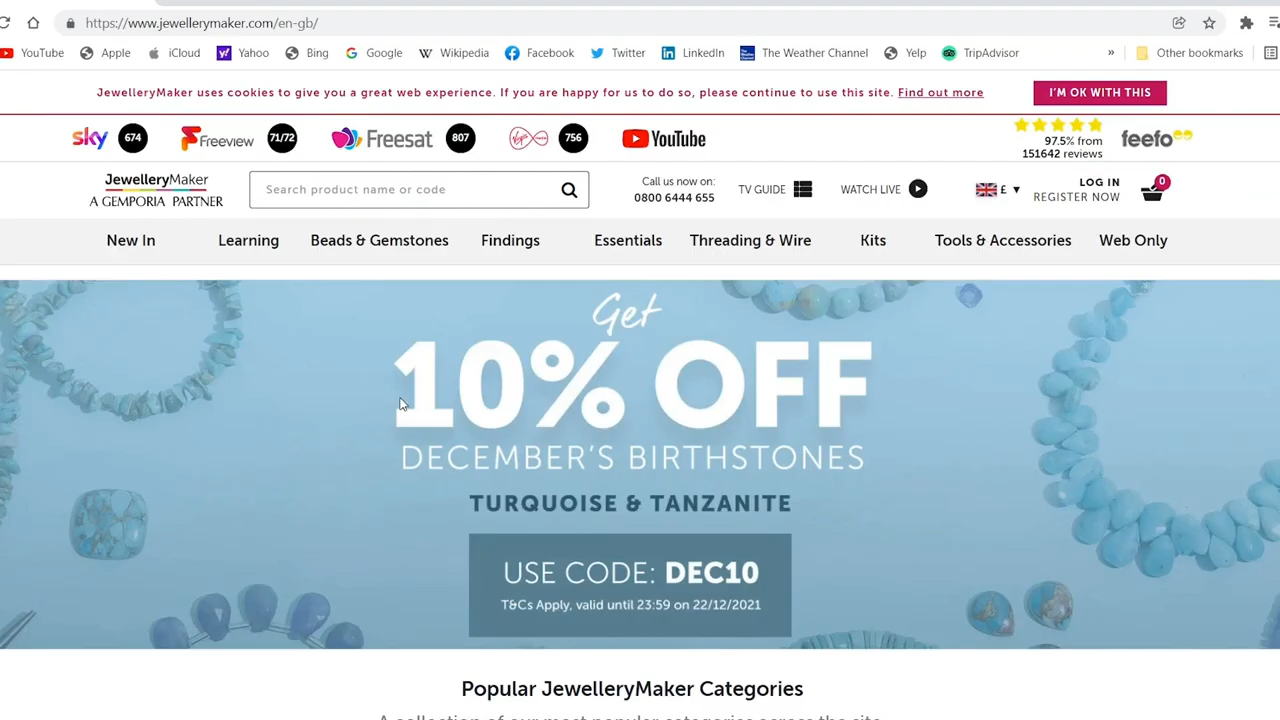 https://www.jewellerymaker.com/en-gb/
YouTube Apple iCloud Yahoo Bing Google Wikipedia Facebook Twitter LinkedIn The Weather Channel Yelp TripAdvisor » Other bookmarks
JewelleryMaker uses cookies to give you a great web experience. If you are happy for us to do so, please continue to use this site. Find out more I'M OK WITH THIS
sky 674 Freeview 71/72 Freesat 807 756 YouTube
97.5% from
151642 reviews
feefo
JewelleryMaker
A GEMPORIA PARTNER
Search product name or code
Call us now on:
0800 6444 655
TV GUIDE
WATCH LIVE
£ ▼
LOG IN
REGISTER NOW
0
New In Learning Beads & Gemstones Findings Essentials Threading & Wire Kits Tools & Accessories Web Only
Get
10% OFF
DECEMBER'S BIRTHSTONES
TURQUOISE & TANZANITE
USE CODE: DEC10
T&Cs Apply, valid until 23:59 on 22/12/2021
Popular JewelleryMaker Categories
A collection of our most popular categories across the site